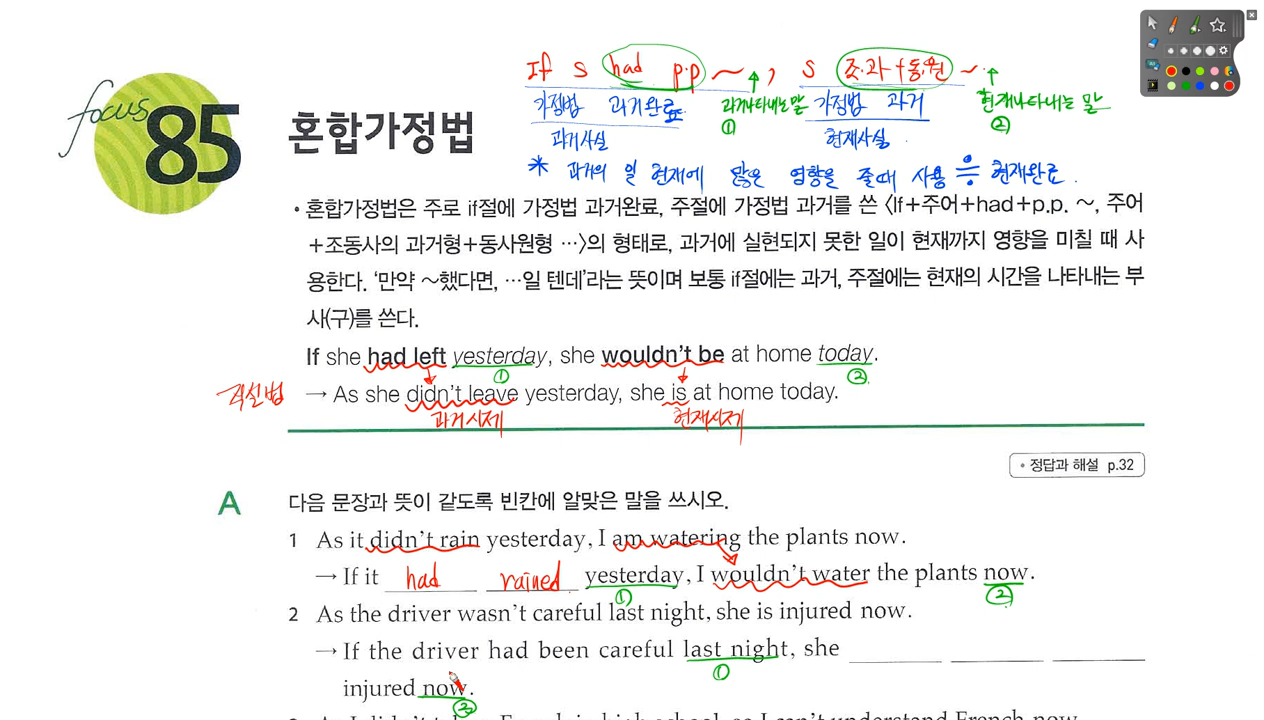 If s had p.p ~ , s 조.과+동.원 ~.
가정법 과거완료 과거나타내는말 가정법 과거 현재나타내는 말
① ②
과거사실 현재사실
* 과거의 일 현재에 많은 영향을 줄때 사용 현재완료.
focus 85 혼합가정법
• 혼합가정법은 주로 if절에 가정법 과거완료, 주절에 가정법 과거를 쓴 〈If+주어+had+p.p. ~, 주어
+조동사의 과거형+동사원형 …〉의 형태로, 과거에 실현되지 못한 일이 현재까지 영향을 미칠 때 사
용한다. ‘만약 ~했다면, …일 텐데’라는 뜻이며 보통 if절에는 과거, 주절에는 현재의 시간을 나타내는 부
사(구)를 쓴다.
If she had left yesterday, she wouldn’t be at home today.
① ②
직설법 → As she didn’t leave yesterday, she is at home today.
과거시제 현재시제
• 정답과 해설 p.32
A 다음 문장과 뜻이 같도록 빈칸에 알맞은 말을 쓰시오.
1 As it didn’t rain yesterday, I am watering the plants now.
→ If it had rained yesterday, I wouldn’t water the plants now.
① ②
2 As the driver wasn’t careful last night, she is injured now.
→ If the driver had been careful last night, she
①
injured now.
②